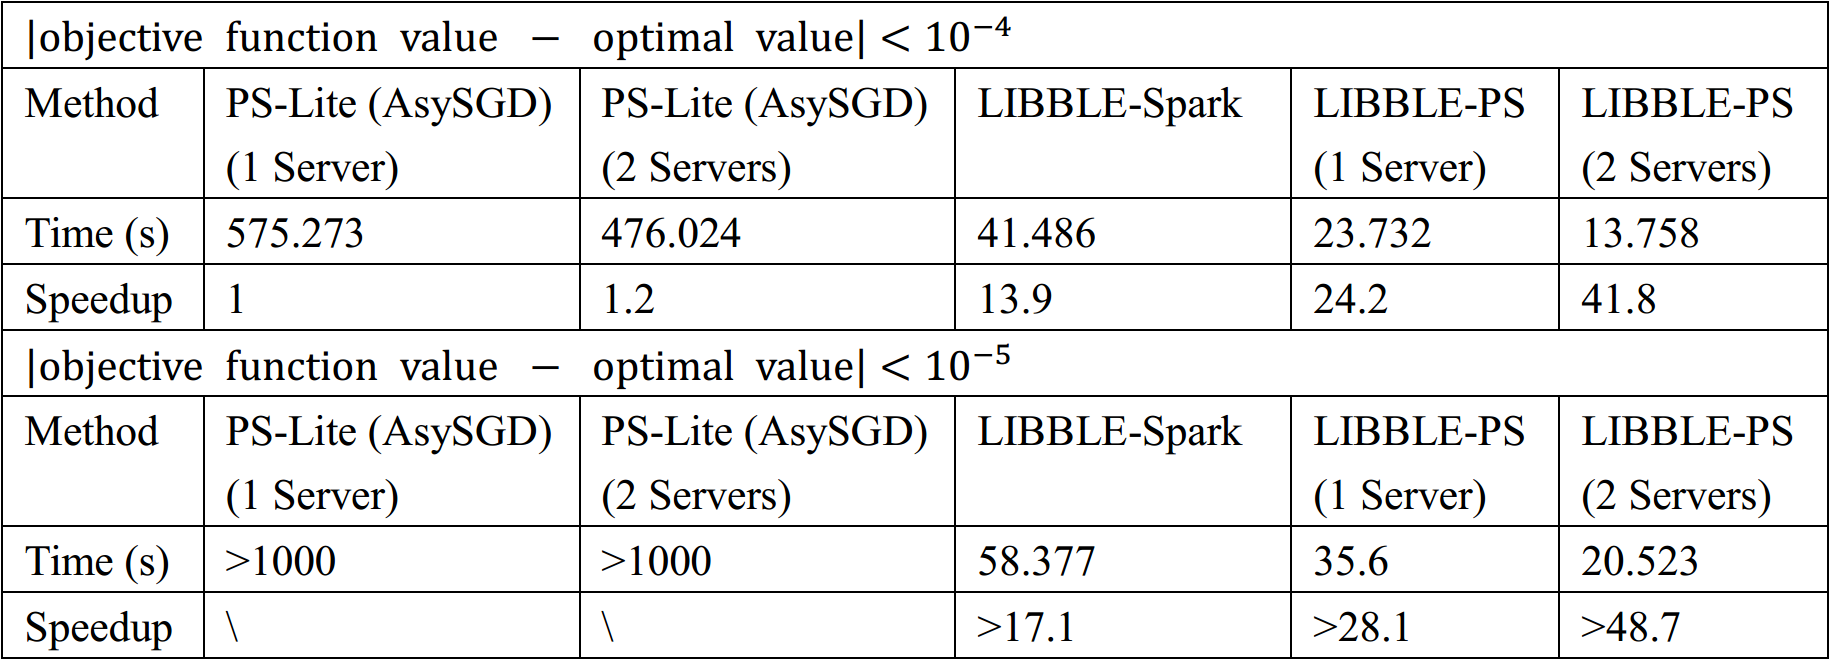 |objective function value − optimal value| < 10⁻⁴
Method PS-Lite (AsySGD) PS-Lite (AsySGD) LIBBLE-Spark LIBBLE-PS LIBBLE-PS
(1 Server) (2 Servers) (1 Server) (2 Servers)
Time (s) 575.273 476.024 41.486 23.732 13.758
Speedup 1 1.2 13.9 24.2 41.8
|objective function value − optimal value| < 10⁻⁵
Method PS-Lite (AsySGD) PS-Lite (AsySGD) LIBBLE-Spark LIBBLE-PS LIBBLE-PS
(1 Server) (2 Servers) (1 Server) (2 Servers)
Time (s) >1000 >1000 58.377 35.6 20.523
Speedup \ \ >17.1 >28.1 >48.7